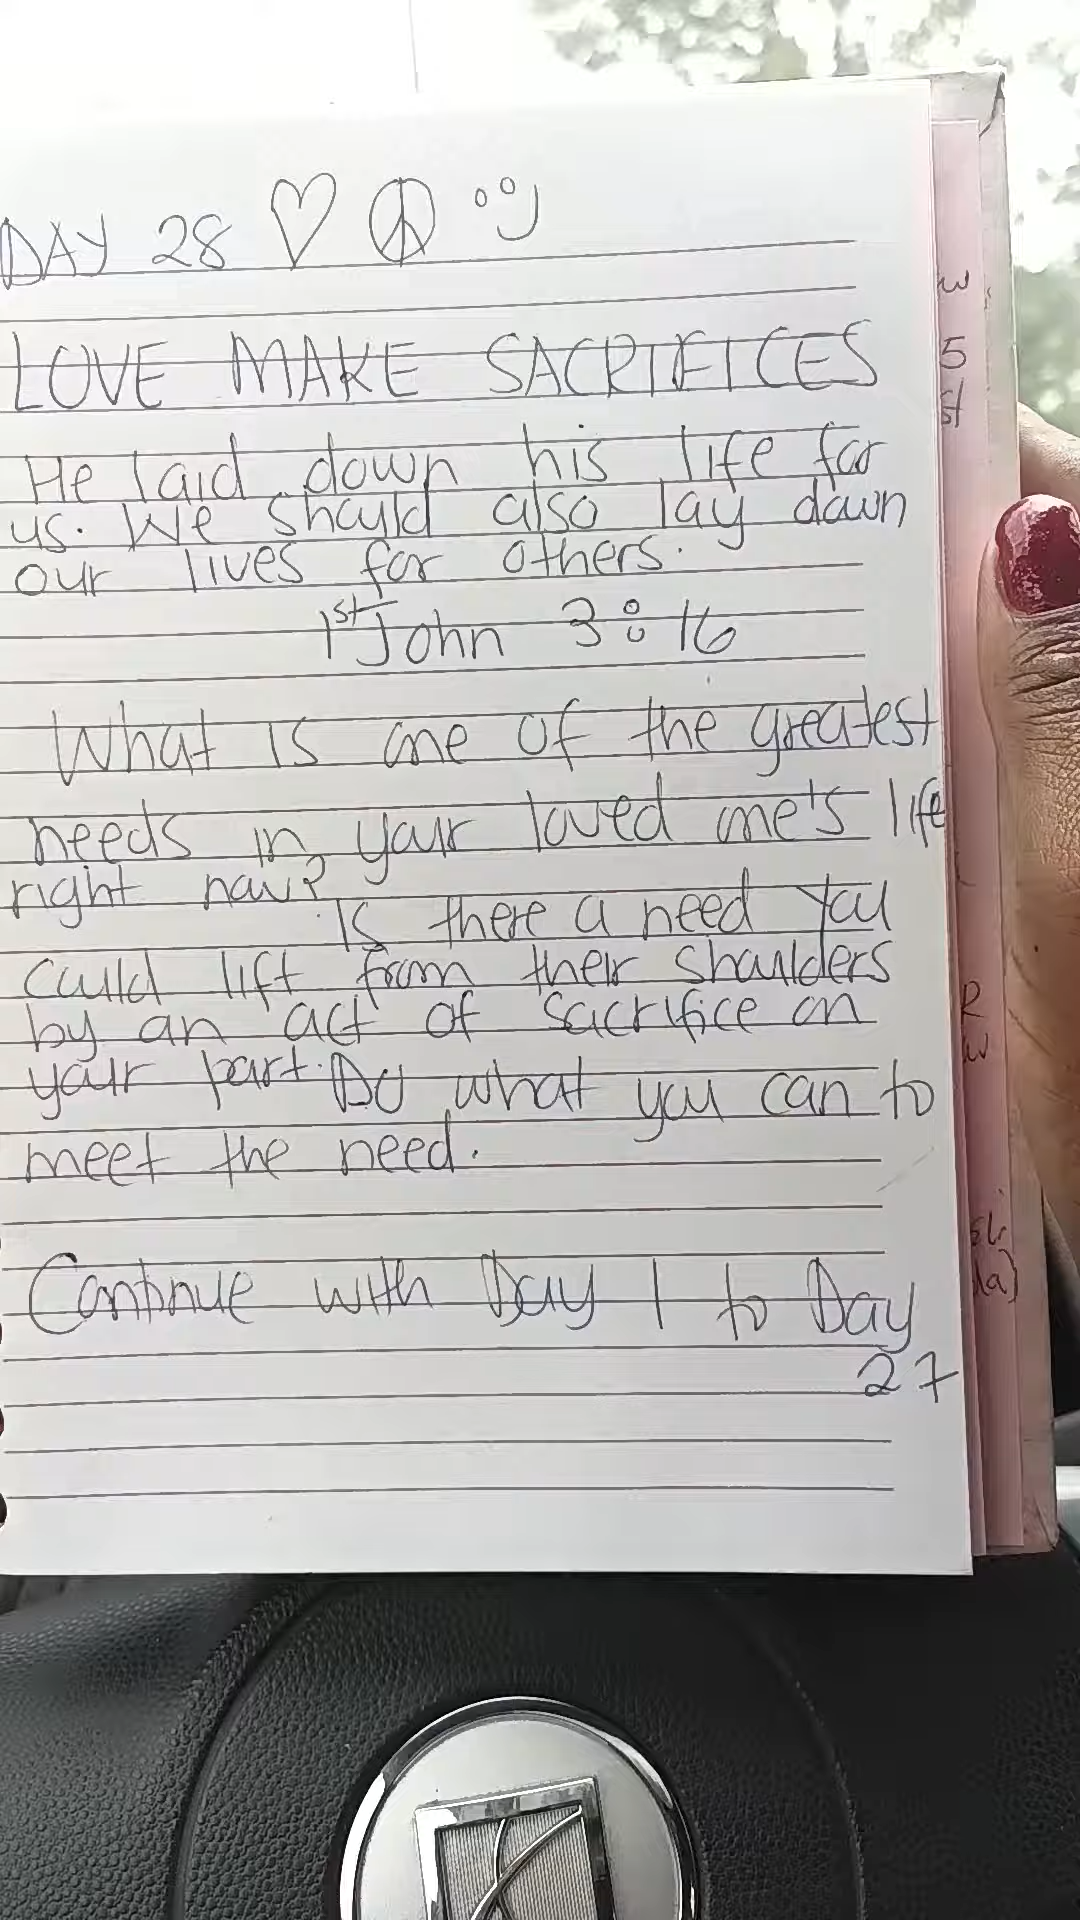 DAY 28
LOVE MAKE SACRIFICES
He laid down his life for
us. We should also lay down
our lives for others.
1st John 3:16
What is one of the greatest
needs in your loved one's life
right now?
Is there a need you
could lift from their shoulders
by an act of sacrifice on
your part. Do what you can to
meet the need.
Continue with Day 1 to Day
27
w
5
st
R